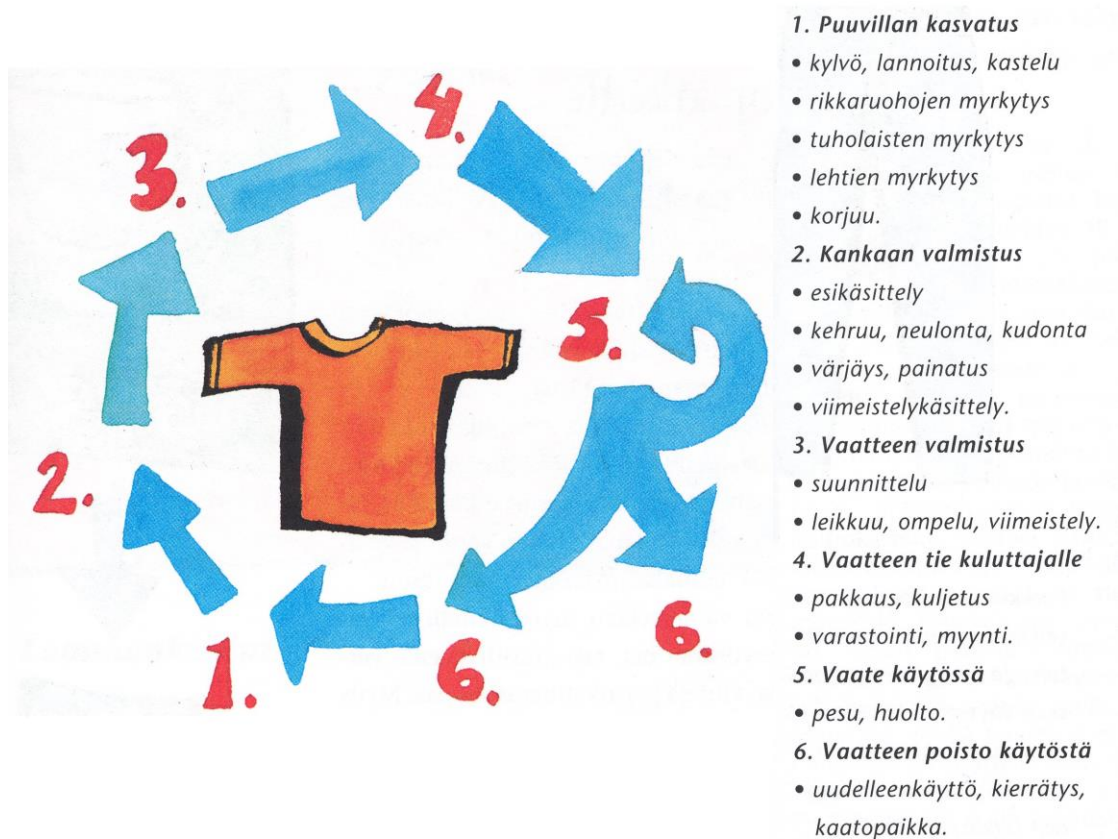 3.
4.
5.
2.
1.
6.
6.
1. Puuvillan kasvatus
• kylvö, lannoitus, kastelu
• rikkaruohojen myrkytys
• tuholaisten myrkytys
• lehtien myrkytys
• korjuu.
2. Kankaan valmistus
• esikäsittely
• kehruu, neulonta, kudonta
• värjäys, painatus
• viimeistelykäsittely.
3. Vaatteen valmistus
• suunnittelu
• leikkuu, ompelu, viimeistely.
4. Vaatteen tie kuluttajalle
• pakkaus, kuljetus
• varastointi, myynti.
5. Vaate käytössä
• pesu, huolto.
6. Vaatteen poisto käytöstä
• uudelleenkäyttö, kierrätys,
kaatopaikka.